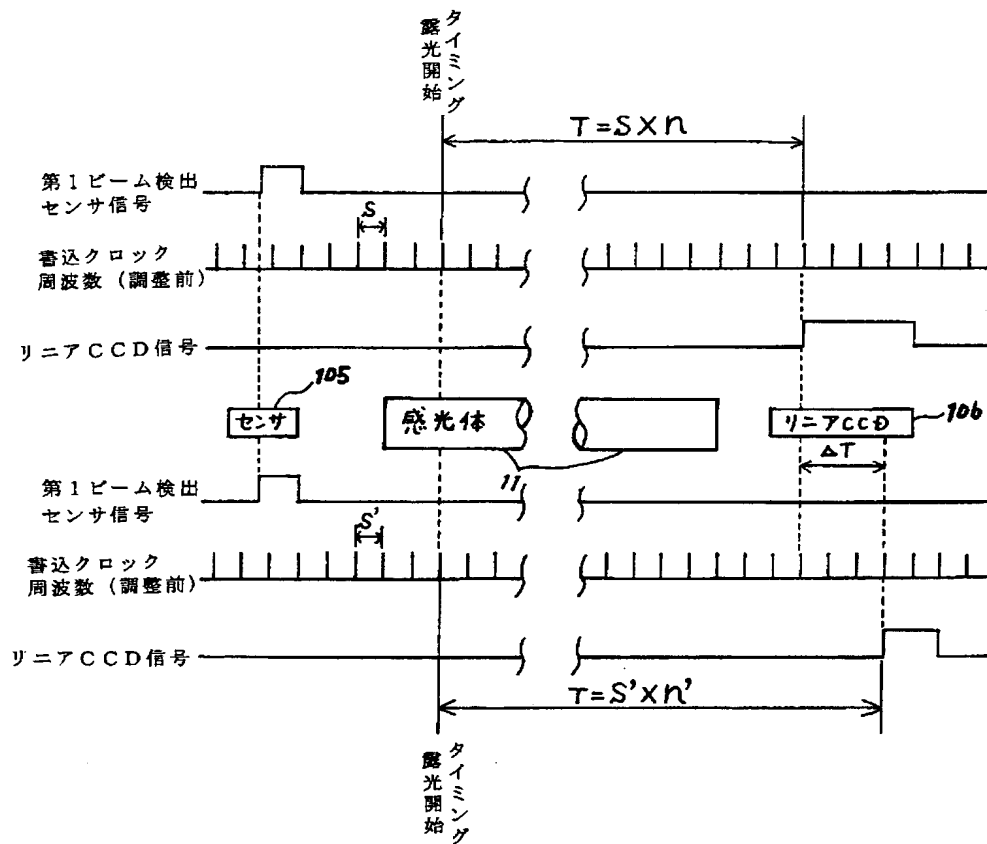 露光開始
タイミング
T=S×n
第1ビーム検出
センサ信号
S
書込クロック
周波数(調整前)
リニアCCD信号
105
センサ
感光体
リニアCCD
106
11
ΔT
第1ビーム検出
センサ信号
S'
書込クロック
周波数(調整前)
リニアCCD信号
T=S'×n'
露光開始
タイミング